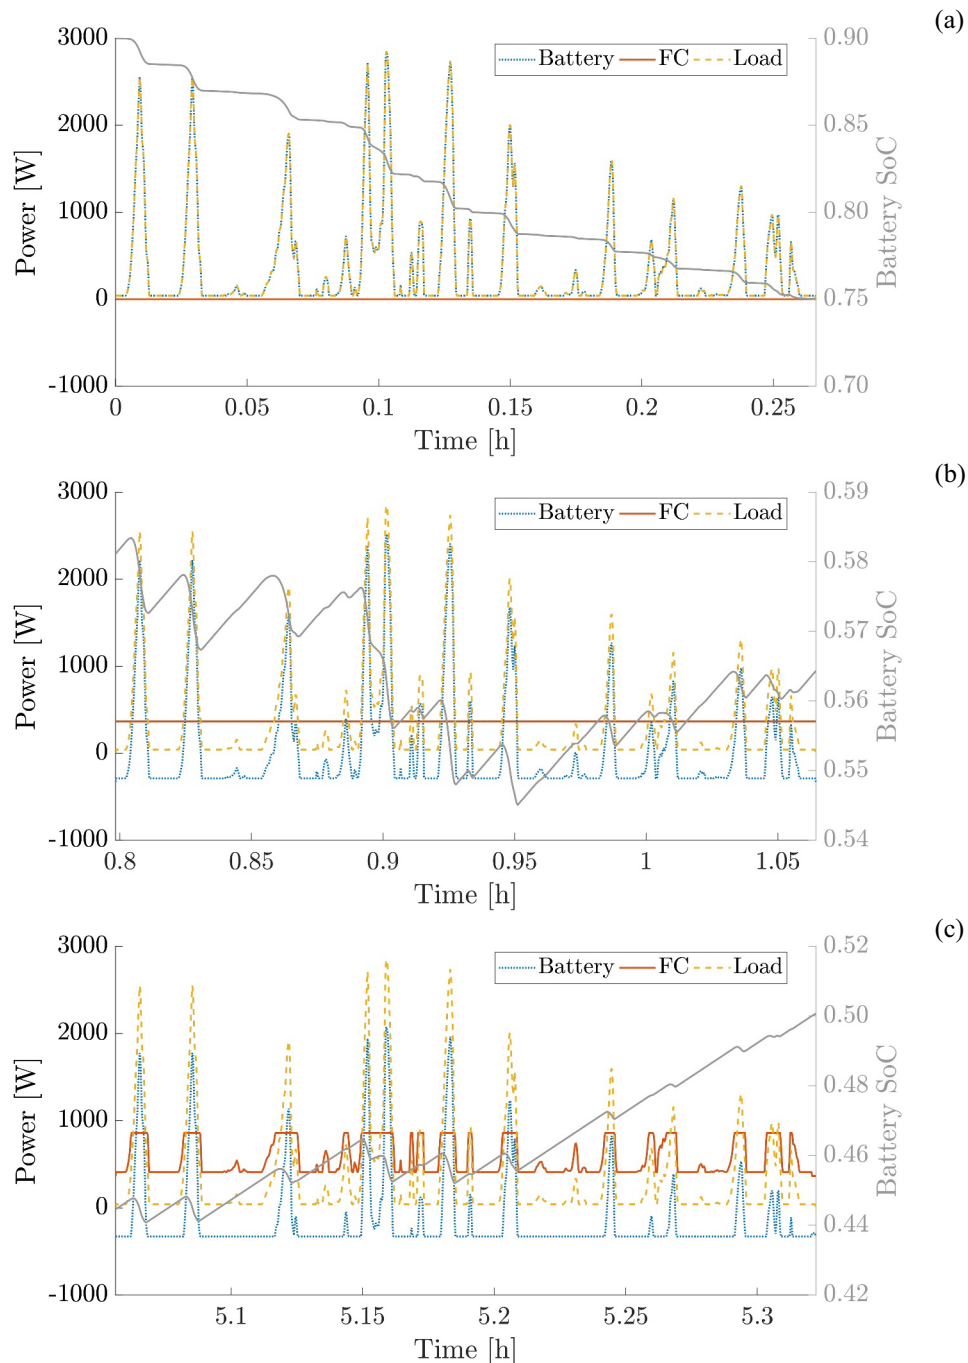 (a)
3000 0.90
Battery FC Load
2000 0.85
1000 0.80
0 0.75
-1000 0.70
Power [W]
Battery SoC
0 0.05 0.1 0.15 0.2 0.25
Time [h]
(b)
3000 0.59
Battery FC Load
0.58
2000
0.57
1000
0.56
0
0.55
-1000 0.54
Power [W]
Battery SoC
0.8 0.85 0.9 0.95 1 1.05
Time [h]
(c)
3000 0.52
Battery FC Load
0.50
2000
0.48
1000
0.46
0
0.44
-1000 0.42
Power [W]
Battery SoC
5.1 5.15 5.2 5.25 5.3
Time [h]